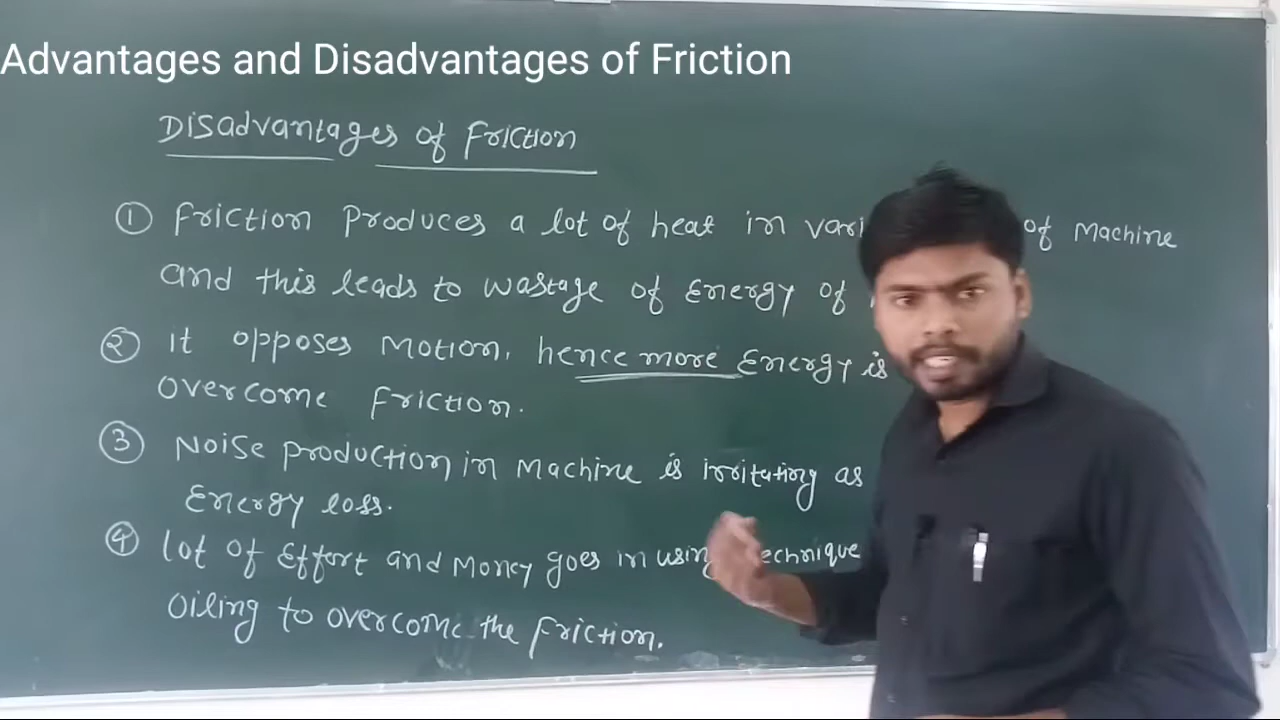 Advantages and Disadvantages of Friction
Disadvantages of Friction
① Friction Produces a lot of heat in of Machine
and this leads to wastage of Energy of
② it opposes Motion, hence more Energy is
overcome friction.
③ Noise production in Machine is irritating as
Energy loss.
④ Lot of Effort and Money goes in using technique
Oiling to overcome the friction.